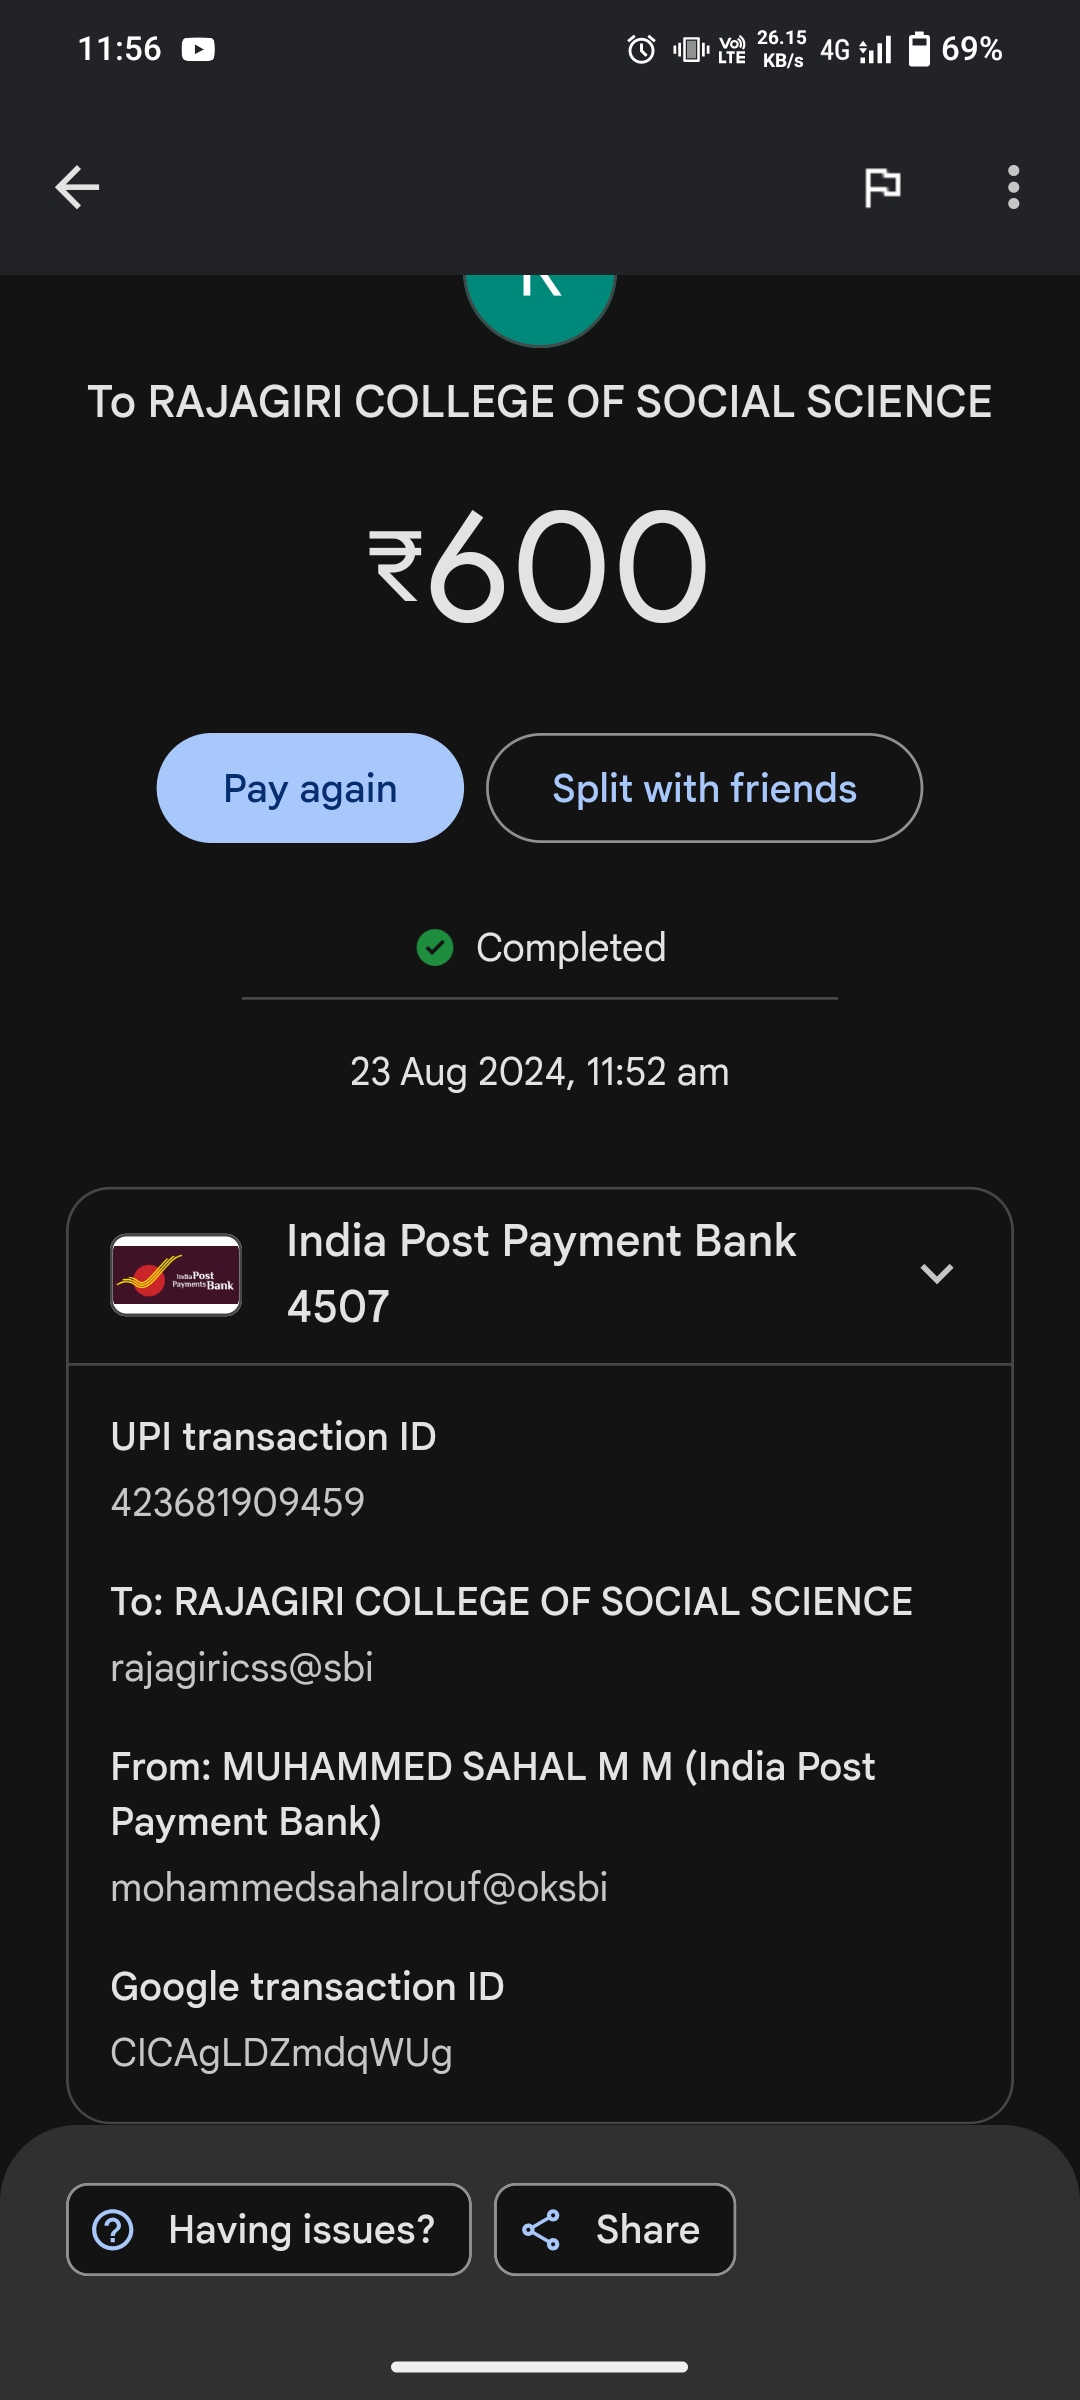 11:56
Vo)) LTE
26.15 KB/s
4G
69%
To RAJAGIRI COLLEGE OF SOCIAL SCIENCE
₹600
Pay again
Split with friends
Completed
23 Aug 2024, 11:52 am
India Post Payments Bank
India Post Payment Bank
4507
UPI transaction ID
423681909459
To: RAJAGIRI COLLEGE OF SOCIAL SCIENCE
rajagiricss@sbi
From: MUHAMMED SAHAL M M (India Post
Payment Bank)
mohammedsahalrouf@oksbi
Google transaction ID
CICAgLDZmdqWUg
Having issues?
Share